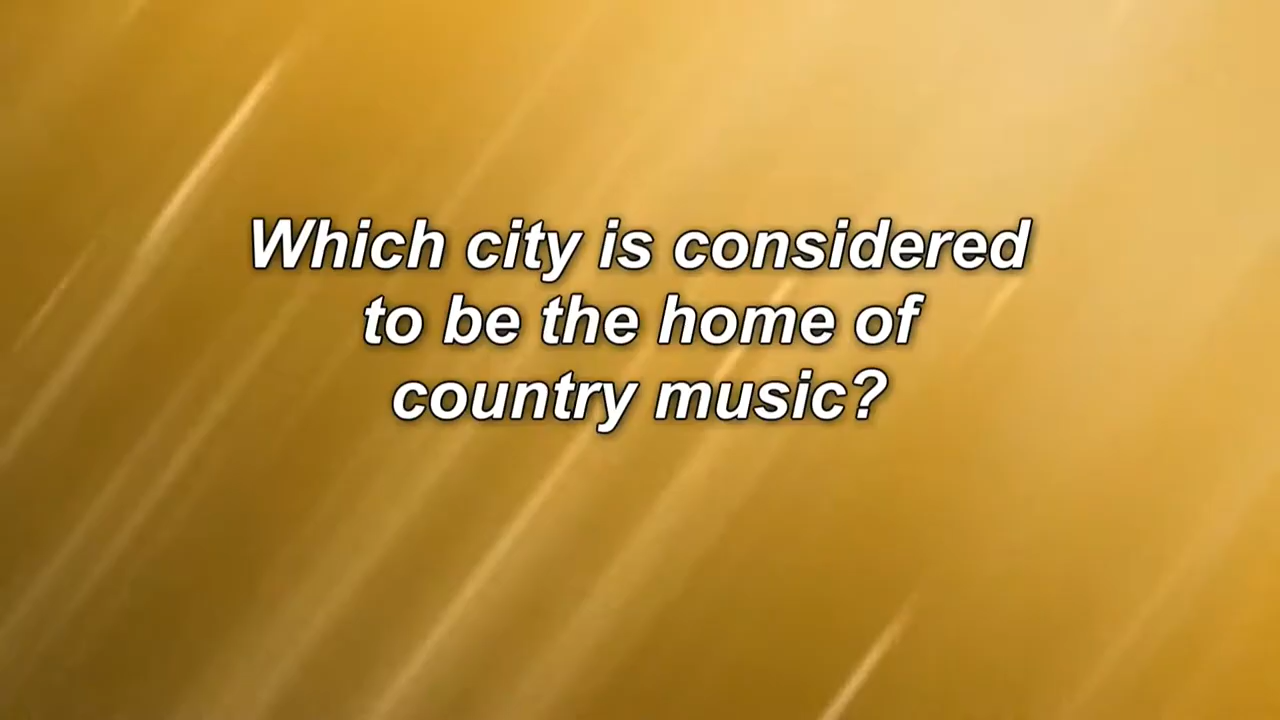 Which city is considered
to be the home of
country music?